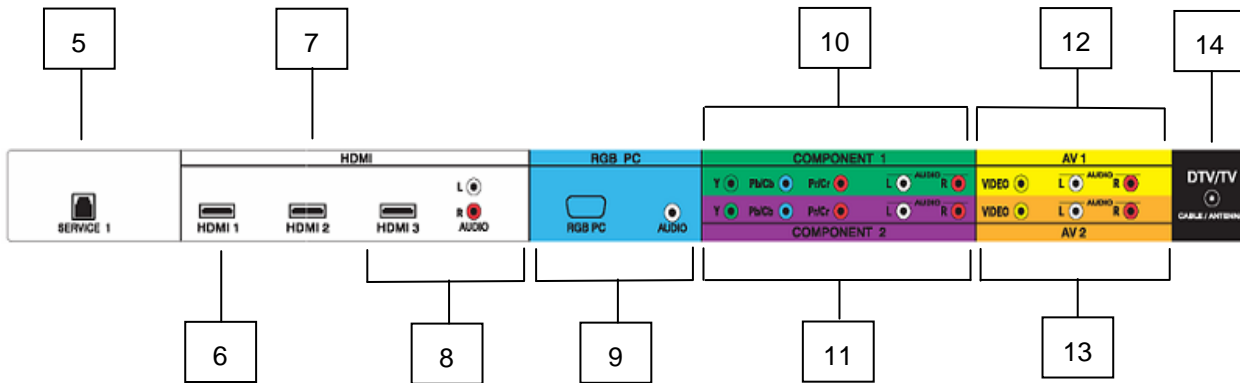 5
7
10
12
14
HDMI
RGB PC
COMPONENT 1
AV 1
SERVICE 1
HDMI 1
HDMI 2
HDMI 3
L
R
AUDIO
RGB PC
AUDIO
Y Pb/Cb Pr/Cr L AUDIO R
Y Pb/Cb Pr/Cr L AUDIO R
VIDEO L AUDIO R
VIDEO L AUDIO R
DTV/TV
CABLE / ANTENN
COMPONENT 2
AV 2
6
8
9
11
13